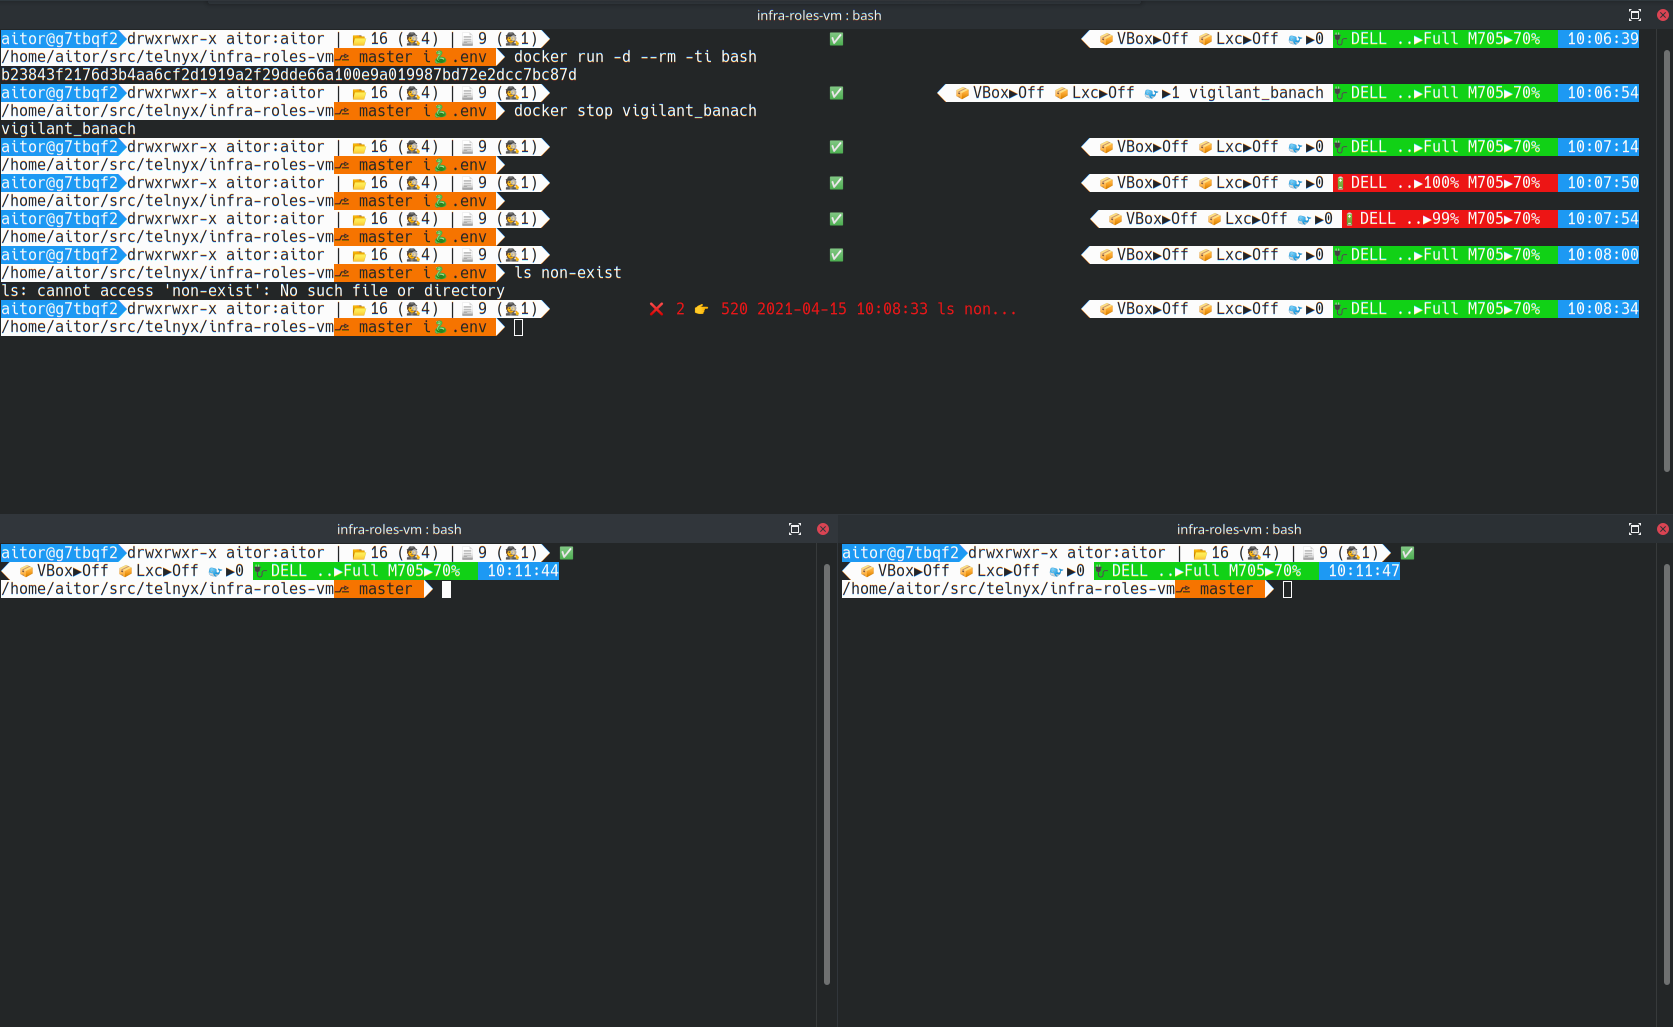 infra-roles-vm : bash
aitor@g7tbqf2 drwxrwxr-x aitor:aitor | 📁 16 (🕵4) | 📄 9 (🕵1) ✅ 📦 VBox▶Off 📦 Lxc▶Off 🐳 ▶0 DELL ..▶Full M705▶70% 10:06:39
/home/aitor/src/telnyx/infra-roles-vm master i🐍.env docker run -d --rm -ti bash
b23843f2176d3b4aa6cf2d1919a2f29dde66a100e9a019987bd72e2dcc7bc87d
aitor@g7tbqf2 drwxrwxr-x aitor:aitor | 📁 16 (🕵4) | 📄 9 (🕵1) ✅ 📦 VBox▶Off 📦 Lxc▶Off 🐳 ▶1 vigilant_banach DELL ..▶Full M705▶70% 10:06:54
/home/aitor/src/telnyx/infra-roles-vm master i🐍.env docker stop vigilant_banach
vigilant_banach
aitor@g7tbqf2 drwxrwxr-x aitor:aitor | 📁 16 (🕵4) | 📄 9 (🕵1) ✅ 📦 VBox▶Off 📦 Lxc▶Off 🐳 ▶0 DELL ..▶Full M705▶70% 10:07:14
/home/aitor/src/telnyx/infra-roles-vm master i🐍.env
aitor@g7tbqf2 drwxrwxr-x aitor:aitor | 📁 16 (🕵4) | 📄 9 (🕵1) ✅ 📦 VBox▶Off 📦 Lxc▶Off 🐳 ▶0 🔋 DELL ..▶100% M705▶70% 10:07:50
/home/aitor/src/telnyx/infra-roles-vm master i🐍.env
aitor@g7tbqf2 drwxrwxr-x aitor:aitor | 📁 16 (🕵4) | 📄 9 (🕵1) ✅ 📦 VBox▶Off 📦 Lxc▶Off 🐳 ▶0 🔋 DELL ..▶99% M705▶70% 10:07:54
/home/aitor/src/telnyx/infra-roles-vm master i🐍.env
aitor@g7tbqf2 drwxrwxr-x aitor:aitor | 📁 16 (🕵4) | 📄 9 (🕵1) ✅ 📦 VBox▶Off 📦 Lxc▶Off 🐳 ▶0 DELL ..▶Full M705▶70% 10:08:00
/home/aitor/src/telnyx/infra-roles-vm master i🐍.env ls non-exist
ls: cannot access 'non-exist': No such file or directory
aitor@g7tbqf2 drwxrwxr-x aitor:aitor | 📁 16 (🕵4) | 📄 9 (🕵1) ❌ 2 👉 520 2021-04-15 10:08:33 ls non... 📦 VBox▶Off 📦 Lxc▶Off 🐳 ▶0 DELL ..▶Full M705▶70% 10:08:34
/home/aitor/src/telnyx/infra-roles-vm master i🐍.env
infra-roles-vm : bash
aitor@g7tbqf2 drwxrwxr-x aitor:aitor | 📁 16 (🕵4) | 📄 9 (🕵1) ✅
📦 VBox▶Off 📦 Lxc▶Off 🐳 ▶0 DELL ..▶Full M705▶70% 10:11:44
/home/aitor/src/telnyx/infra-roles-vm master
infra-roles-vm : bash
aitor@g7tbqf2 drwxrwxr-x aitor:aitor | 📁 16 (🕵4) | 📄 9 (🕵1) ✅
📦 VBox▶Off 📦 Lxc▶Off 🐳 ▶0 DELL ..▶Full M705▶70% 10:11:47
/home/aitor/src/telnyx/infra-roles-vm master